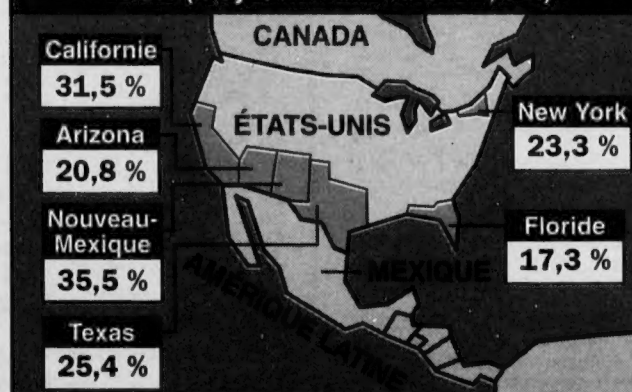 CANADA
Californie
31,5 %
ÉTATS-UNIS
New York
23,3 %
Arizona
20,8 %
Nouveau-
Mexique
35,5 %
Floride
17,3 %
MEXIQUE
AMÉRIQUE LATINE
Texas
25,4 %